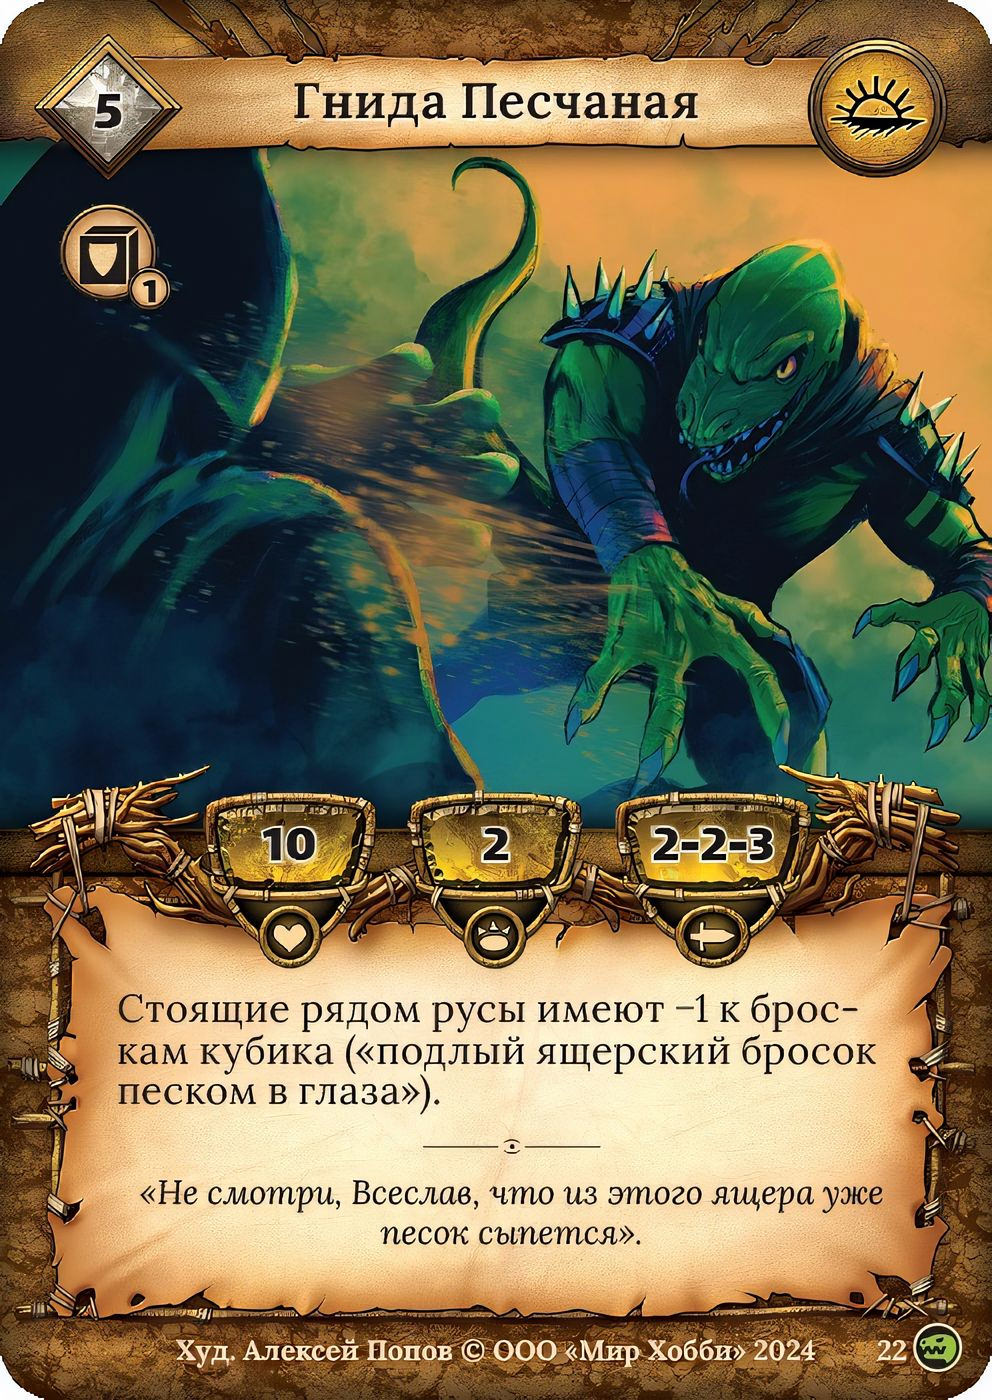 5
Гнида Песчаная
1
10
2
2-2-3
Стоящие рядом русы имеют −1 к брос-
кам кубика («подлый ящерский бросок
песком в глаза»).
«Не смотри, Всеслав, что из этого ящера уже
песок сыпется».
Худ. Алексей Попов © ООО «Мир Хобби» 2024
22